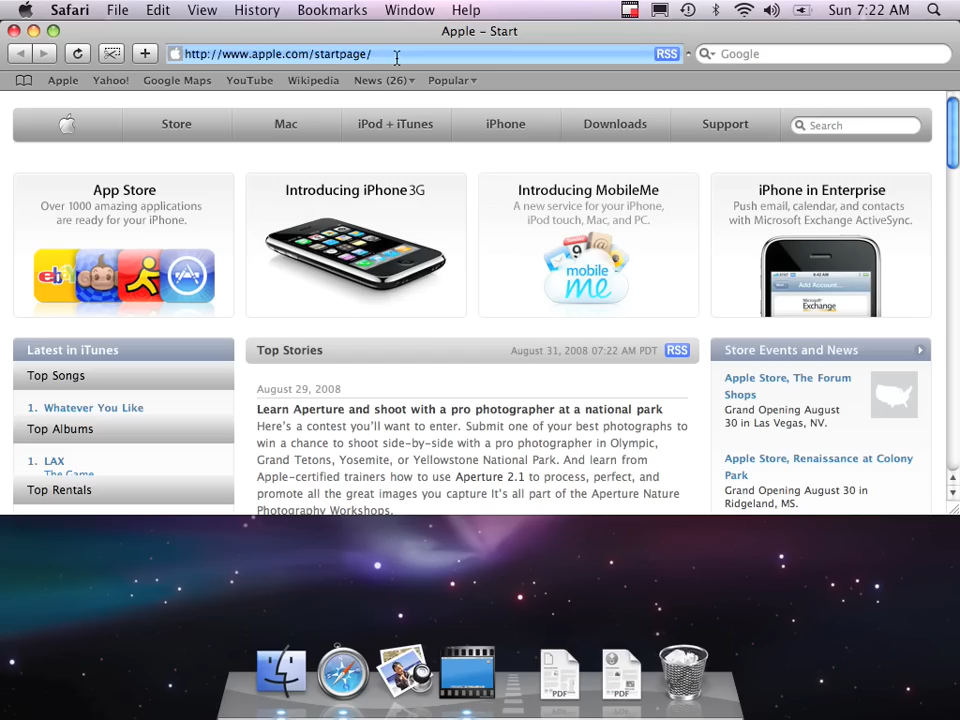 Safari File Edit View History Bookmarks Window Help Sun 7:22 AM
Apple – Start
http://www.apple.com/startpage/ RSS Google
Apple Yahoo! Google Maps YouTube Wikipedia News (26) Popular
Store Mac iPod + iTunes iPhone Downloads Support Search
App Store
Over 1000 amazing applications
are ready for your iPhone.
Introducing iPhone 3G
Introducing MobileMe
A new service for your iPhone,
iPod touch, Mac, and PC.
mobile
me
iPhone in Enterprise
Push email, calendar, and contacts
with Microsoft Exchange ActiveSync.
9:42 AM
Add Account...
Microsoft
Exchange
Latest in iTunes
Top Songs
1. Whatever You Like
Top Albums
1. LAX
The Game
Top Rentals
Top Stories August 31, 2008 07:22 AM PDT RSS
August 29, 2008
Learn Aperture and shoot with a pro photographer at a national park
Here's a contest you'll want to enter. Submit one of your best photographs to
win a chance to shoot side-by-side with a pro photographer in Olympic,
Grand Tetons, Yosemite, or Yellowstone National Park. And learn from
Apple-certified trainers how to use Aperture 2.1 to process, perfect, and
promote all the great images you capture It's all part of the Aperture Nature
Photography Workshops.
Store Events and News
Apple Store, The Forum
Shops
Grand Opening August
30 in Las Vegas, NV.
Apple Store, Renaissance at Colony
Park
Grand Opening August 30 in
Ridgeland, MS.
PDF PDF